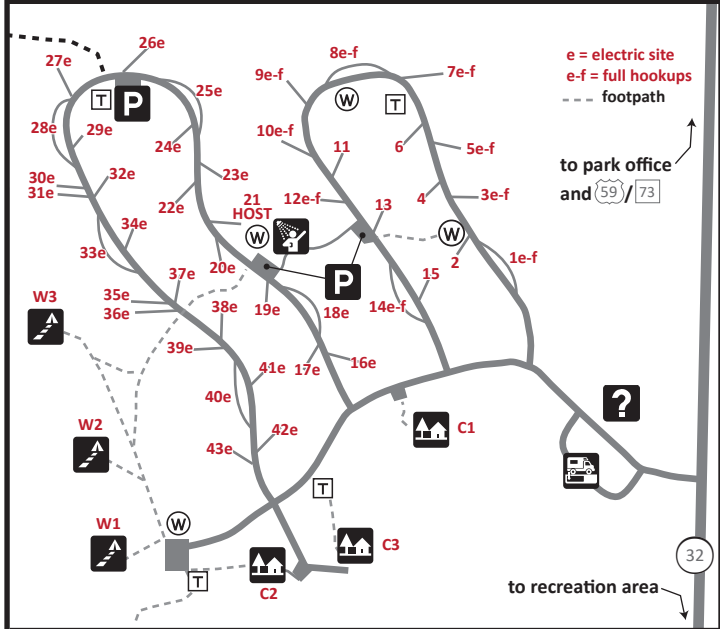 26e
27e
25e
28e
29e
24e
30e
31e
32e
23e
22e
21
HOST
33e
34e
20e
19e
35e
36e
37e
38e
18e
39e
17e
16e
40e
41e
42e
43e
8e-f
9e-f
7e-f
10e-f
11
6
5e-f
12e-f
13
4
3e-f
2
1e-f
14e-f
15
T
P
W
T
W
W
P
e = electric site
e-f = full hookups
footpath
to park office
and 59 / 73
W3
W2
W1
W
T
T
C1
C2
C3
?
32
to recreation area